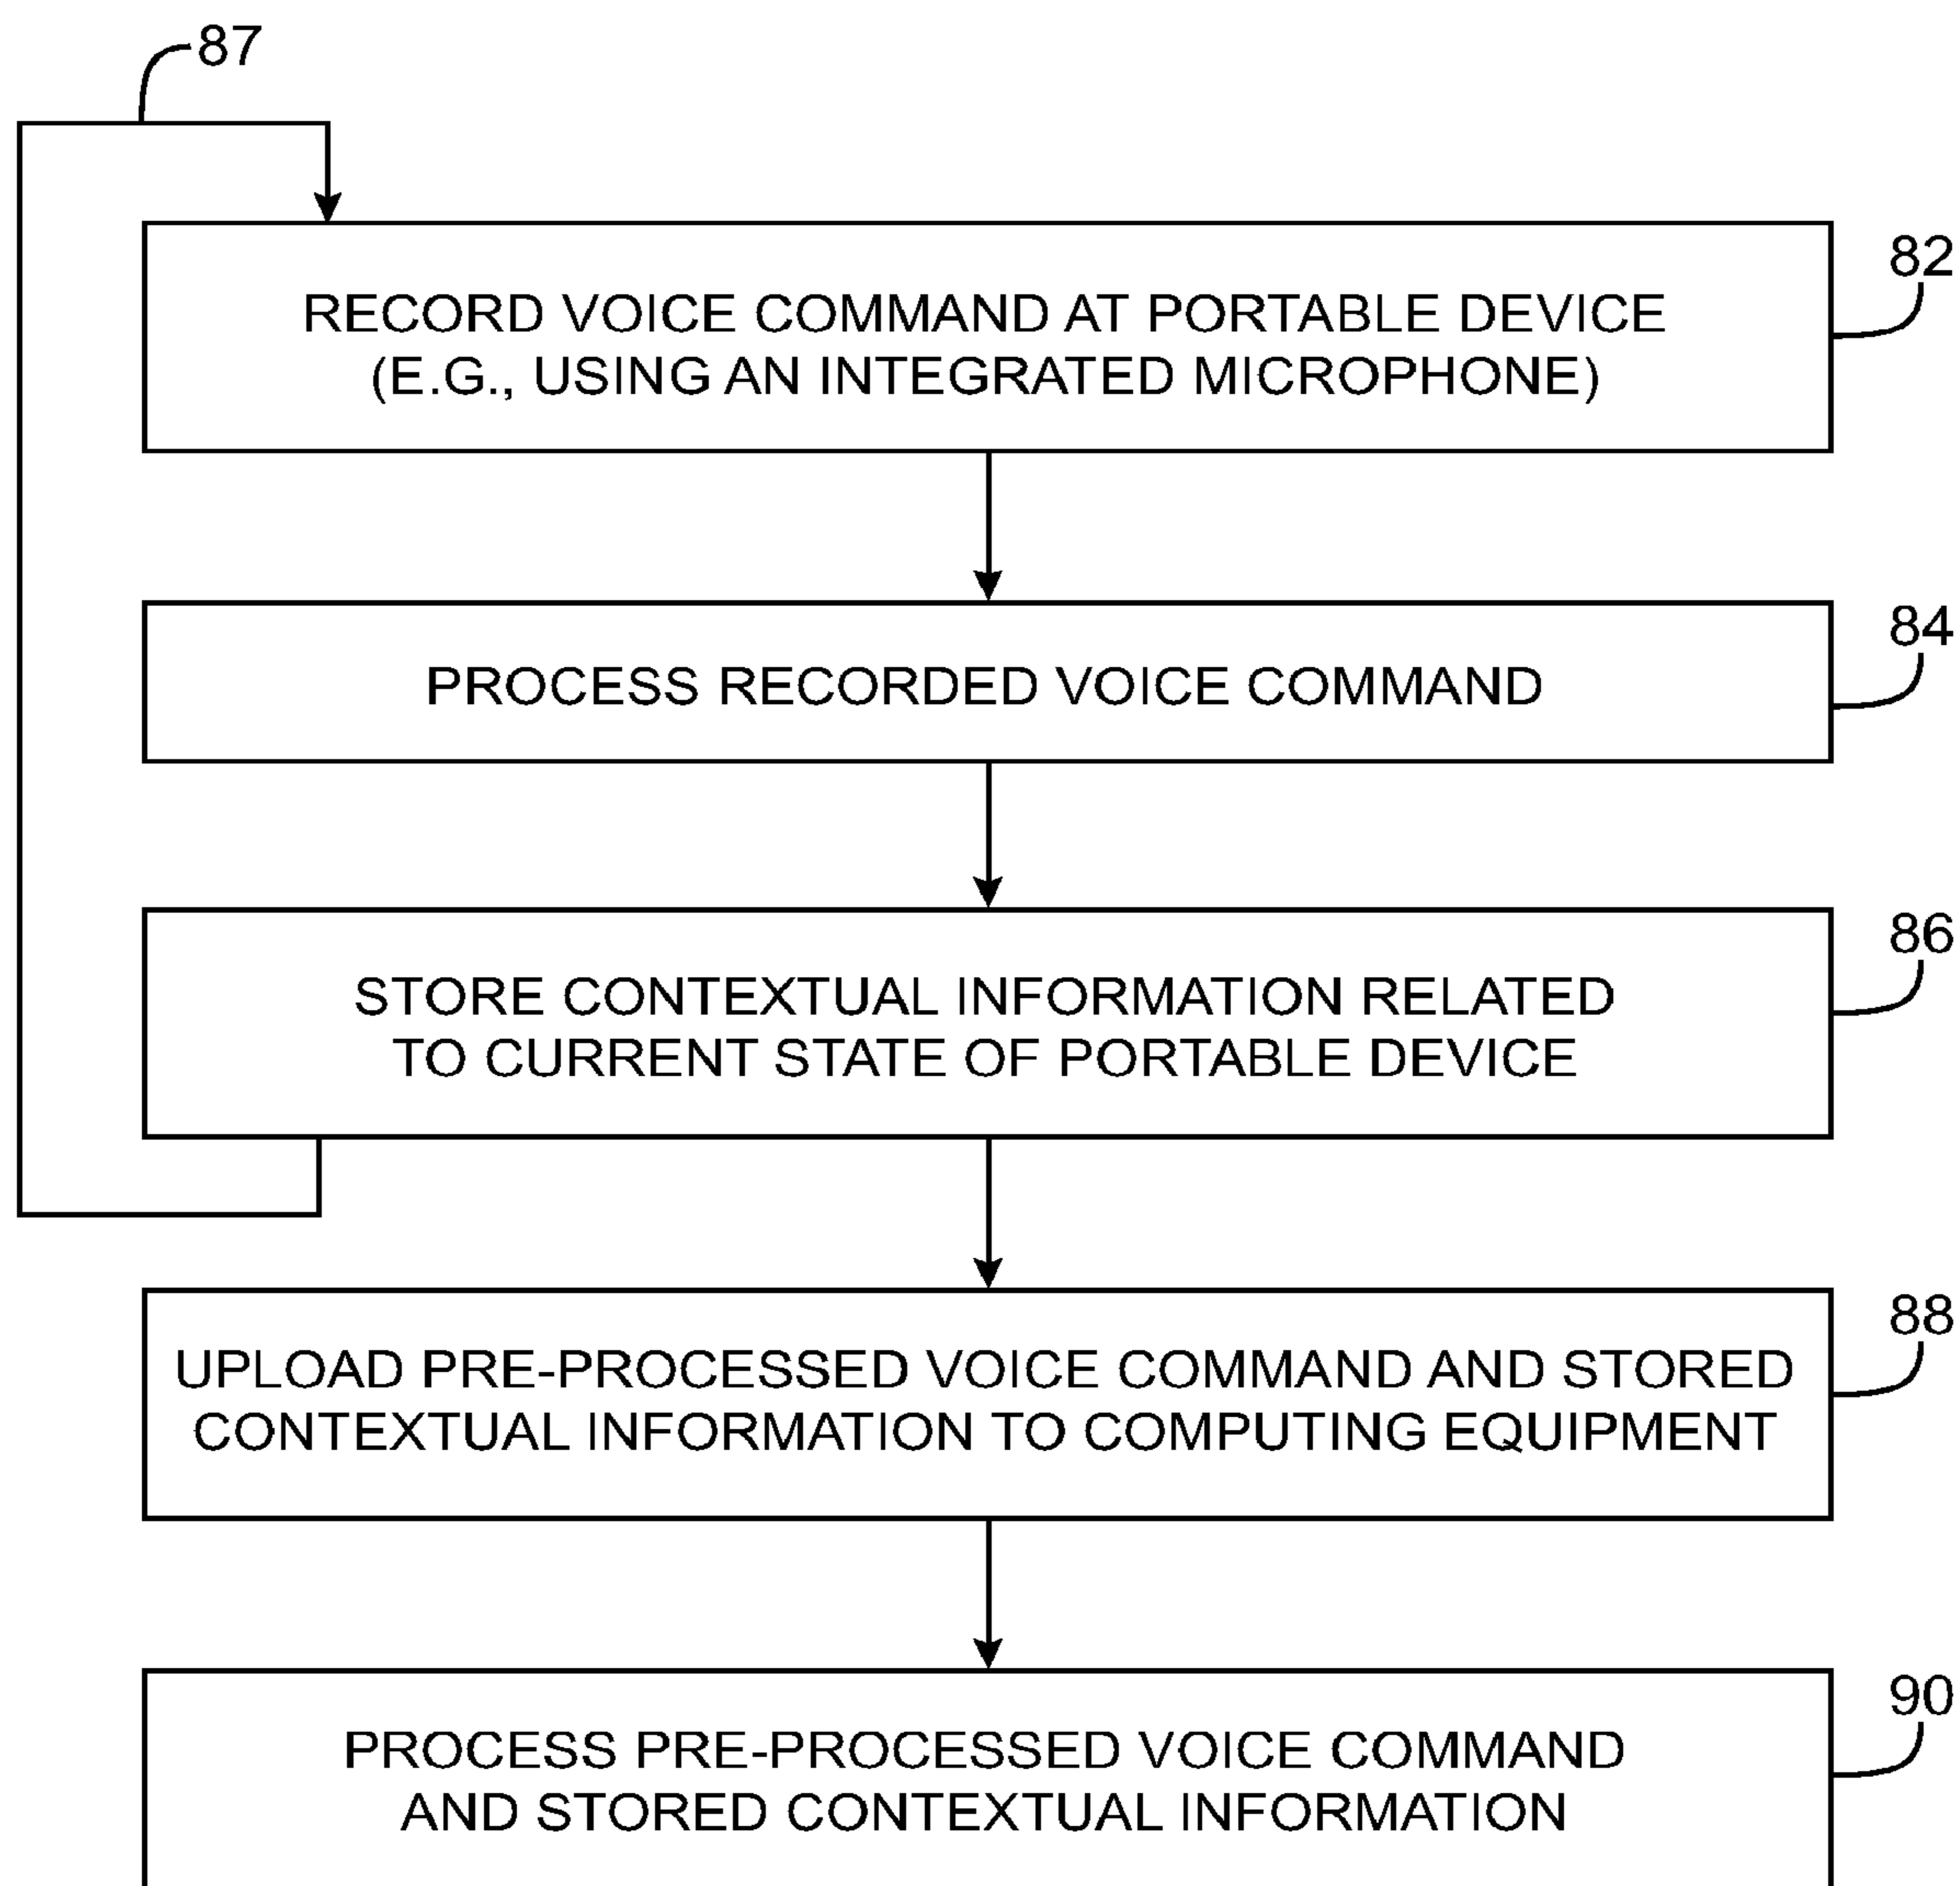 87
82
RECORD VOICE COMMAND AT PORTABLE DEVICE
(E.G., USING AN INTEGRATED MICROPHONE)
84
PROCESS RECORDED VOICE COMMAND
86
STORE CONTEXTUAL INFORMATION RELATED
TO CURRENT STATE OF PORTABLE DEVICE
88
UPLOAD PRE-PROCESSED VOICE COMMAND AND STORED
CONTEXTUAL INFORMATION TO COMPUTING EQUIPMENT
90
PROCESS PRE-PROCESSED VOICE COMMAND
AND STORED CONTEXTUAL INFORMATION